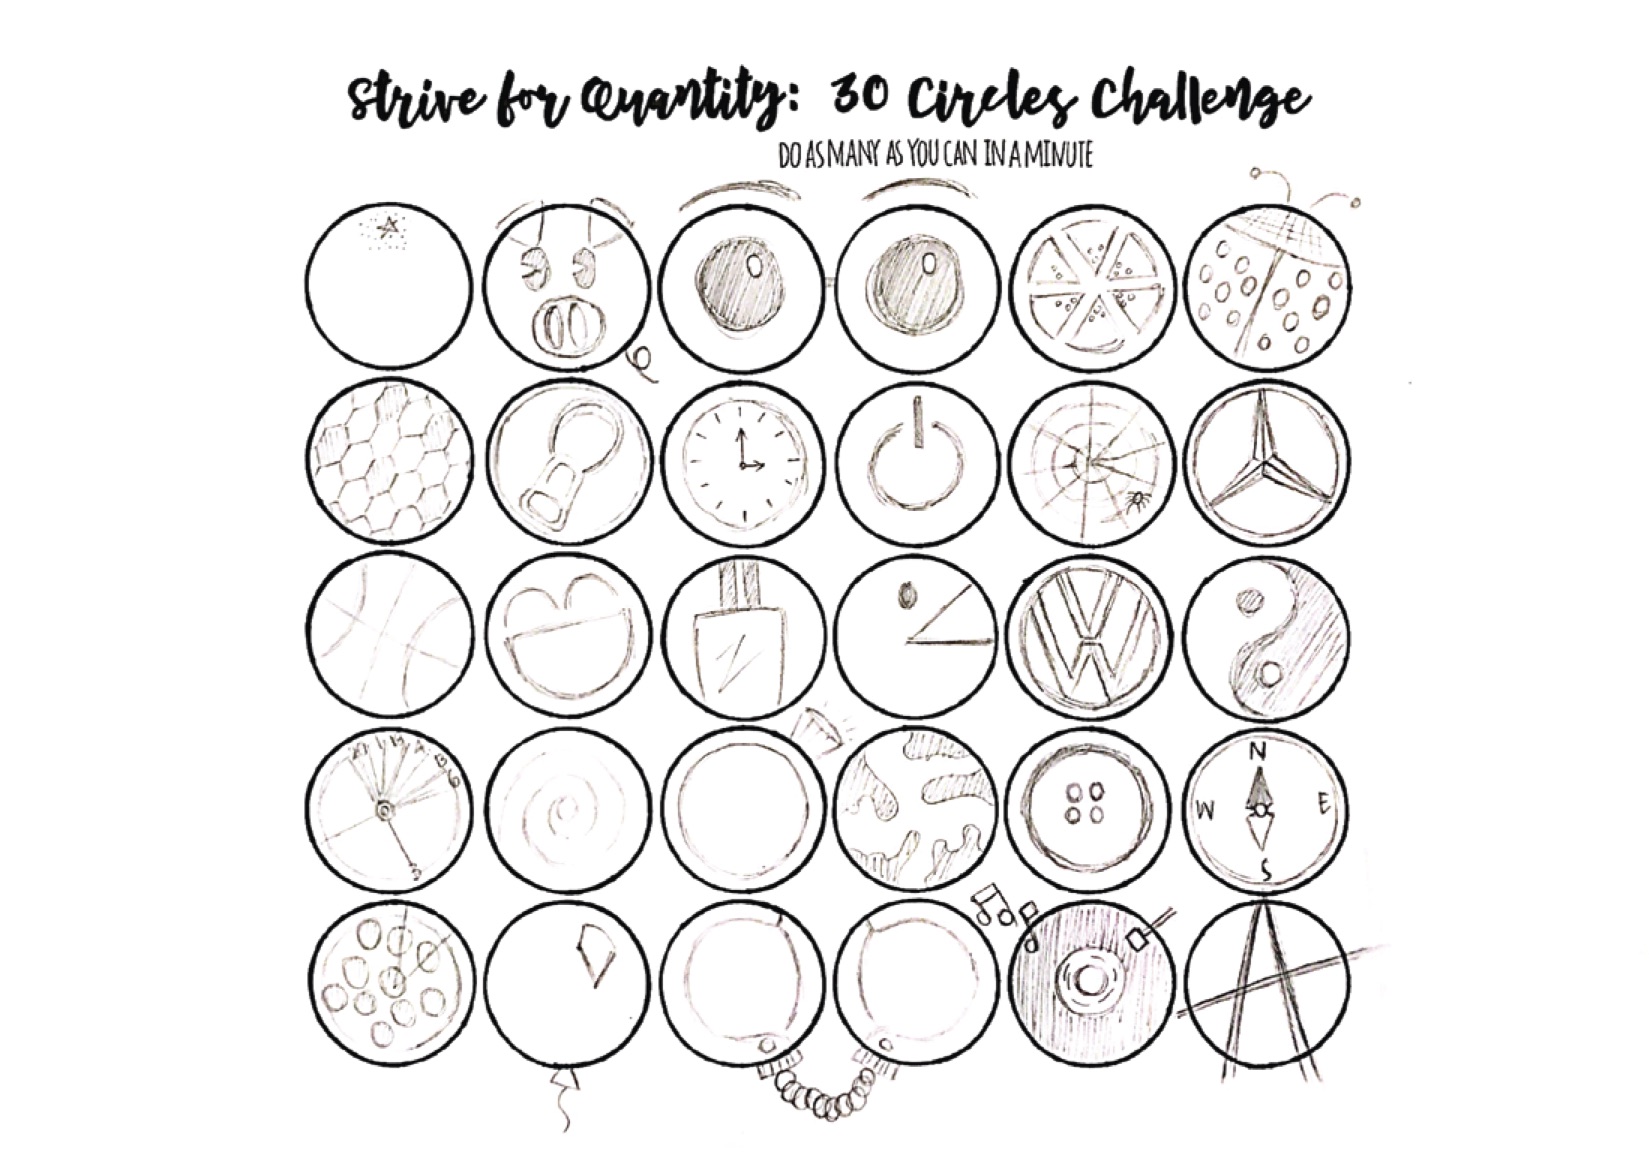 Strive for Quantity: 30 Circles Challenge
DO AS MANY AS YOU CAN IN A MINUTE
N
W E
S